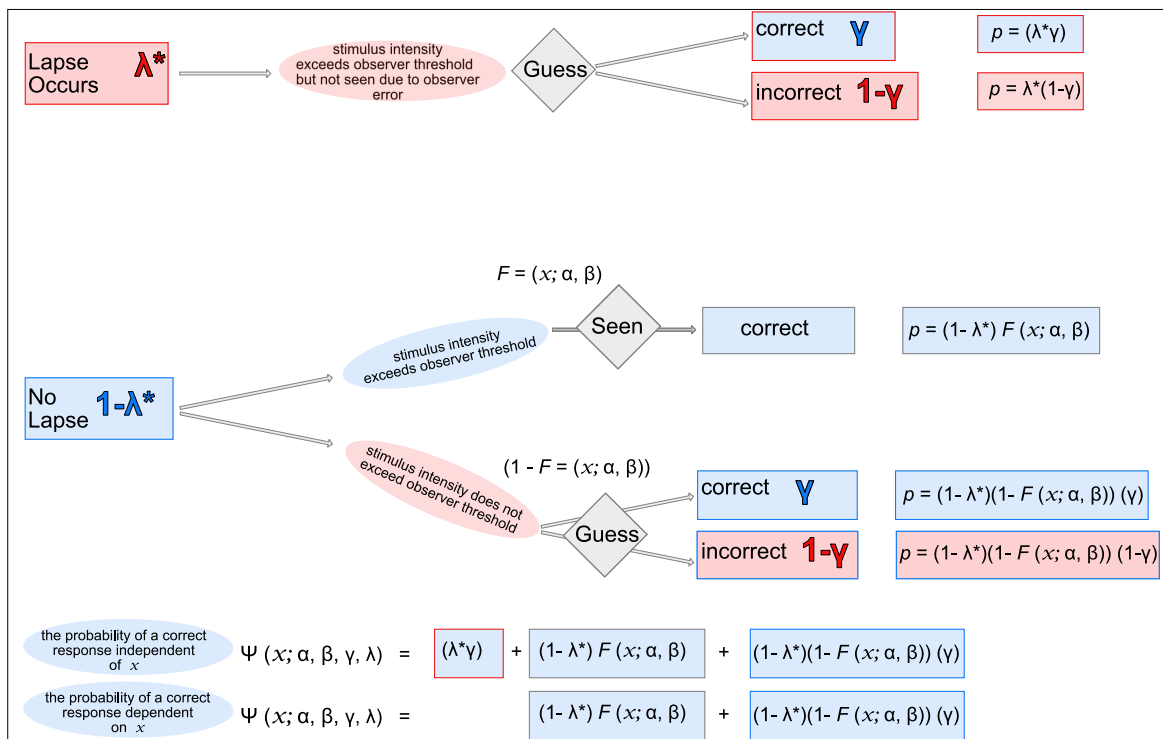 Lapse
Occurs λ*
stimulus intensity
exceeds observer threshold
but not seen due to observer
error
Guess
correct γ
p = (λ*γ)
incorrect 1-γ
p = λ*(1-γ)
F = (x; α, β)
stimulus intensity
exceeds observer threshold
Seen
correct
p = (1- λ*) F (x; α, β)
No
Lapse 1-λ*
stimulus intensity does not
exceed observer threshold
(1 - F = (x; α, β))
Guess
correct γ
p = (1- λ*)(1- F (x; α, β)) (γ)
incorrect 1-γ
p = (1- λ*)(1- F (x; α, β)) (1-γ)
the probability of a correct
response independent
of x
Ψ (x; α, β, γ, λ) = (λ*γ) + (1- λ*) F (x; α, β) + (1- λ*)(1- F (x; α, β)) (γ)
the probability of a correct
response dependent
on x
Ψ (x; α, β, γ, λ) = (1- λ*) F (x; α, β) + (1- λ*)(1- F (x; α, β)) (γ)